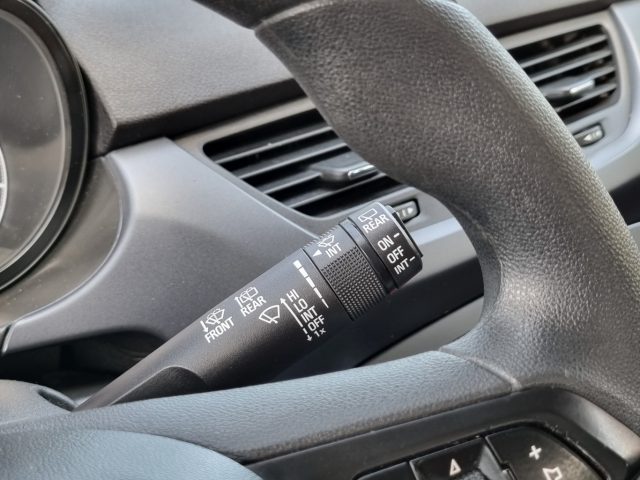 FRONT
REAR
HI
LO
INT
OFF
1x
INT
REAR
ON
OFF
INT
+